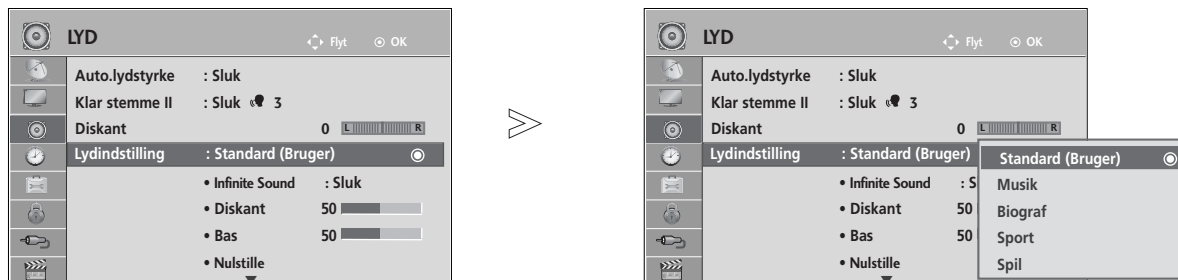 LYD
Flyt OK
Auto.lydstyrke : Sluk
Klar stemme II : Sluk 3
Diskant 0 L R
Lydindstilling : Standard (Bruger)
• Infinite Sound : Sluk
• Diskant 50
• Bas 50
• Nulstille
LYD
Flyt OK
Auto.lydstyrke : Sluk
Klar stemme II : Sluk 3
Diskant 0 L R
Lydindstilling : Standard (Bruger)
• Infinite Sound : S
• Diskant 50
• Bas 50
• Nulstille
Standard (Bruger)
Musik
Biograf
Sport
Spil